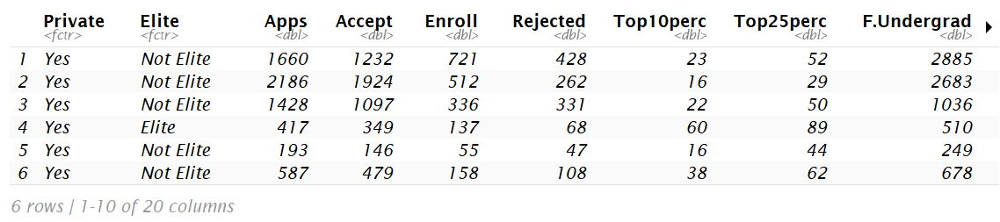 Private Elite Apps Accept Enroll Rejected Top10perc Top25perc F.Undergrad
<fctr> <fctr> <dbl> <dbl> <dbl> <dbl> <dbl> <dbl> <dbl>
1 Yes Not Elite 1660 1232 721 428 23 52 2885
2 Yes Not Elite 2186 1924 512 262 16 29 2683
3 Yes Not Elite 1428 1097 336 331 22 50 1036
4 Yes Elite 417 349 137 68 60 89 510
5 Yes Not Elite 193 146 55 47 16 44 249
6 Yes Not Elite 587 479 158 108 38 62 678
6 rows | 1-10 of 20 columns